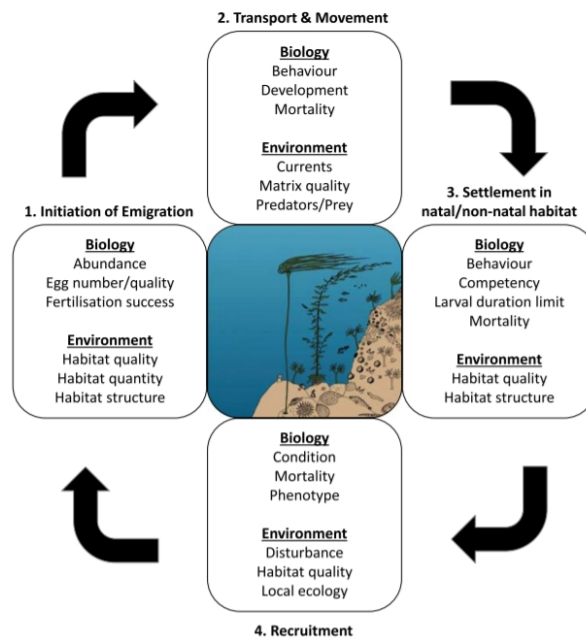 2. Transport & Movement
Biology
Behaviour
Development
Mortality
Environment
Currents
Matrix quality
Predators/Prey
1. Initiation of Emigration
Biology
Abundance
Egg number/quality
Fertilisation success
Environment
Habitat quality
Habitat quantity
Habitat structure
3. Settlement in
natal/non-natal habitat
Biology
Behaviour
Competency
Larval duration limit
Mortality
Environment
Habitat quality
Habitat structure
Biology
Condition
Mortality
Phenotype
Environment
Disturbance
Habitat quality
Local ecology
4. Recruitment